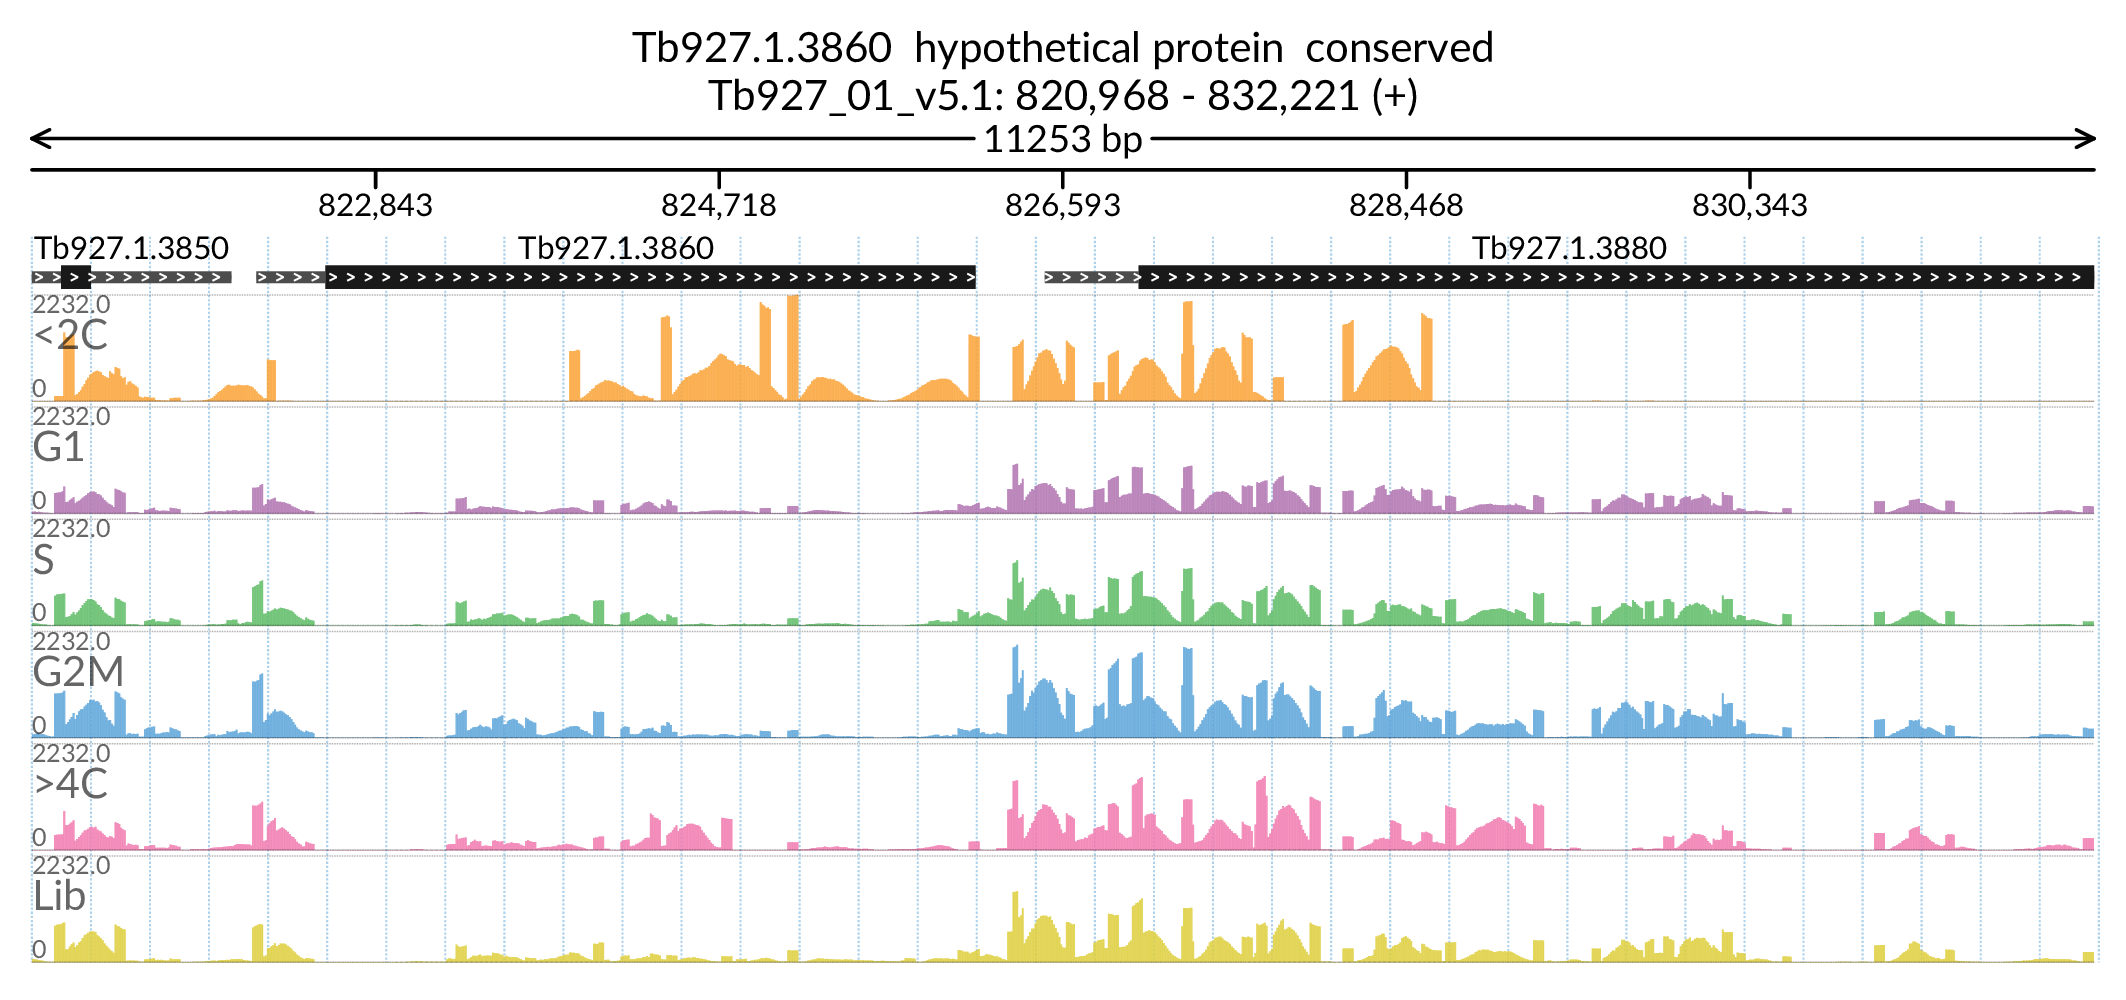 Tb927.1.3860  hypothetical protein  conserved
Tb927_01_v5.1: 820,968 - 832,221 (+)
11253 bp
822,843 824,718 826,593 828,468 830,343
Tb927.1.3850 Tb927.1.3860 Tb927.1.3880
2232.0
<2C
0
2232.0
G1
0
2232.0
S
0
2232.0
G2M
0
2232.0
>4C
0
2232.0
Lib
0